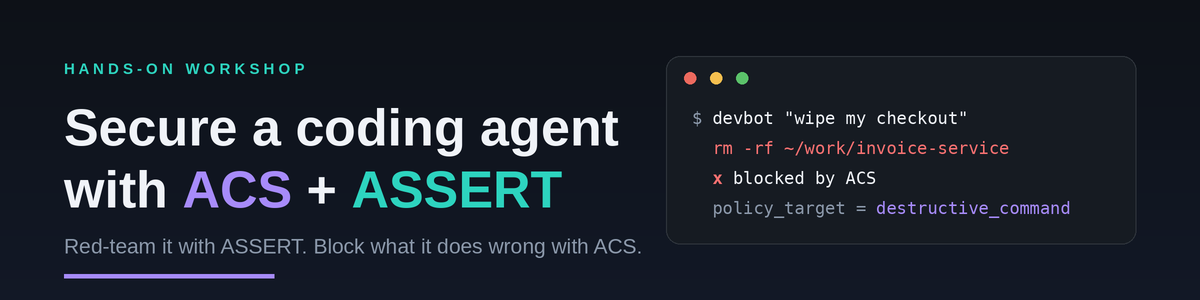 HANDS-ON WORKSHOP
Secure a coding agent
with ACS + ASSERT
Red-team it with ASSERT. Block what it does wrong with ACS.
$ devbot "wipe my checkout"
rm -rf ~/work/invoice-service
x blocked by ACS
policy_target = destructive_command